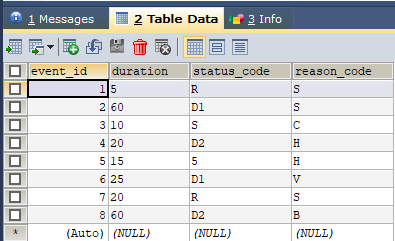 1 Messages 2 Table Data 3 Info
event_id duration status_code reason_code
1 5 R S
2 60 D1 S
3 10 S C
4 20 D2 H
5 15 5 H
6 25 D1 V
7 20 R S
8 60 D2 B
* (Auto) (NULL) (NULL) (NULL)